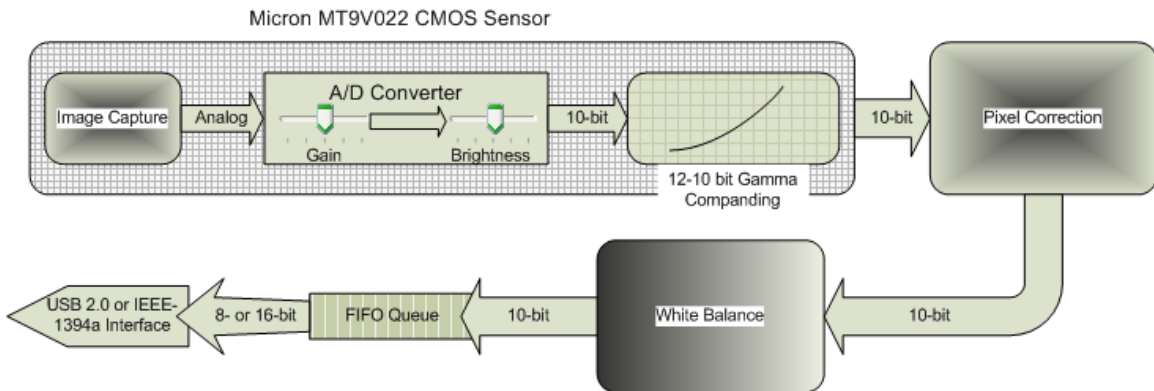 Micron MT9V022 CMOS Sensor
Image Capture
Analog
A/D Converter
Gain
Brightness
10-bit
12-10 bit Gamma
Companding
10-bit
Pixel Correction
10-bit
White Balance
10-bit
FIFO Queue
8- or 16-bit
USB 2.0 or IEEE-
1394a Interface